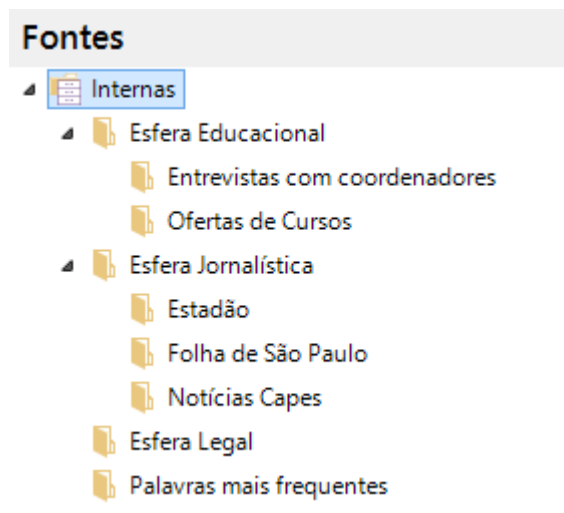 Fontes
Internas
Esfera Educacional
Entrevistas com coordenadores
Ofertas de Cursos
Esfera Jornalística
Estadão
Folha de São Paulo
Notícias Capes
Esfera Legal
Palavras mais frequentes